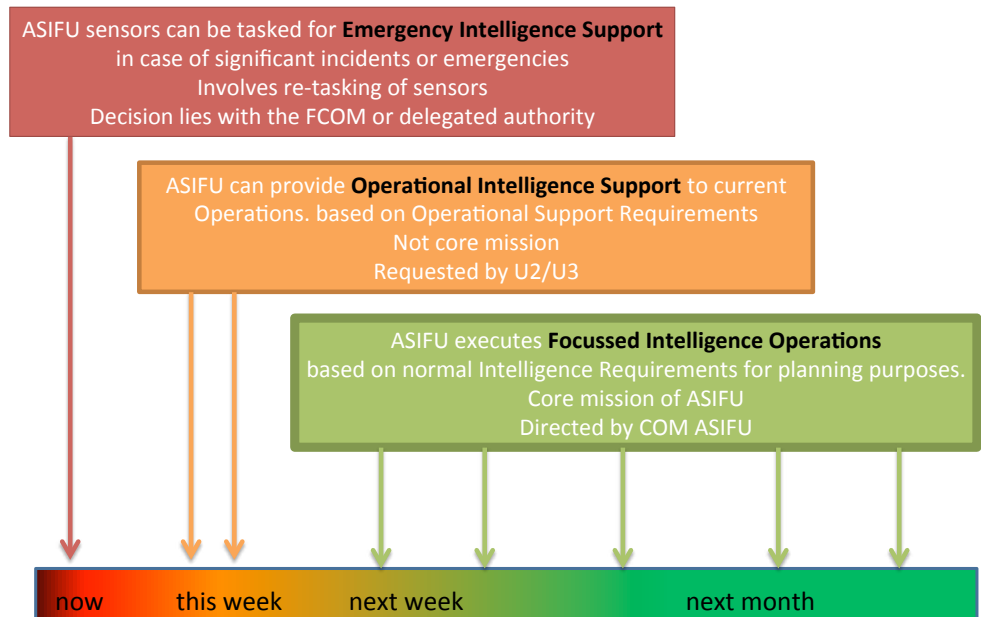 ASIFU sensors can be tasked for Emergency Intelligence Support
in case of significant incidents or emergencies
Involves re-tasking of sensors
Decision lies with the FCOM or delegated authority
ASIFU can provide Operational Intelligence Support to current
Operations. based on Operational Support Requirements
Not core mission
Requested by U2/U3
ASIFU executes Focussed Intelligence Operations
based on normal Intelligence Requirements for planning purposes.
Core mission of ASIFU
Directed by COM ASIFU
now this week next week next month